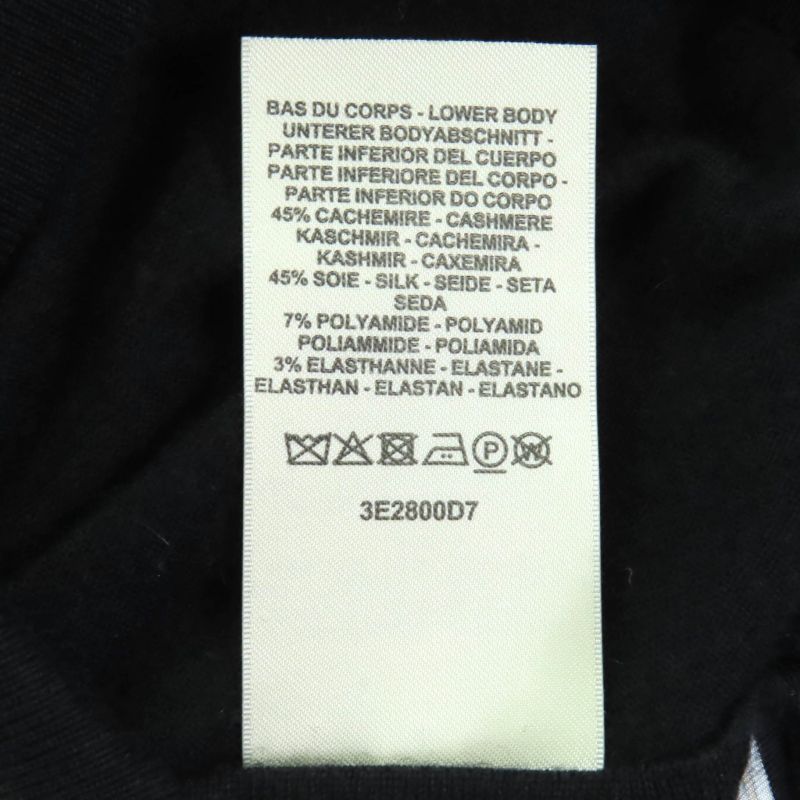 BAS DU CORPS - LOWER BODY
UNTERER BODYABSCHNITT -
PARTE INFERIOR DEL CUERPO
PARTE INFERIORE DEL CORPO -
PARTE INFERIOR DO CORPO
45% CACHEMIRE - CASHMERE
KASCHMIR - CACHEMIRA -
KASHMIR - CAXEMIRA
45% SOIE - SILK - SEIDE - SETA
SEDA
7% POLYAMIDE - POLYAMID
POLIAMMIDE - POLIAMIDA
3% ELASTHANNE - ELASTANE -
ELASTHAN - ELASTAN - ELASTANO
P W
3E2800D7